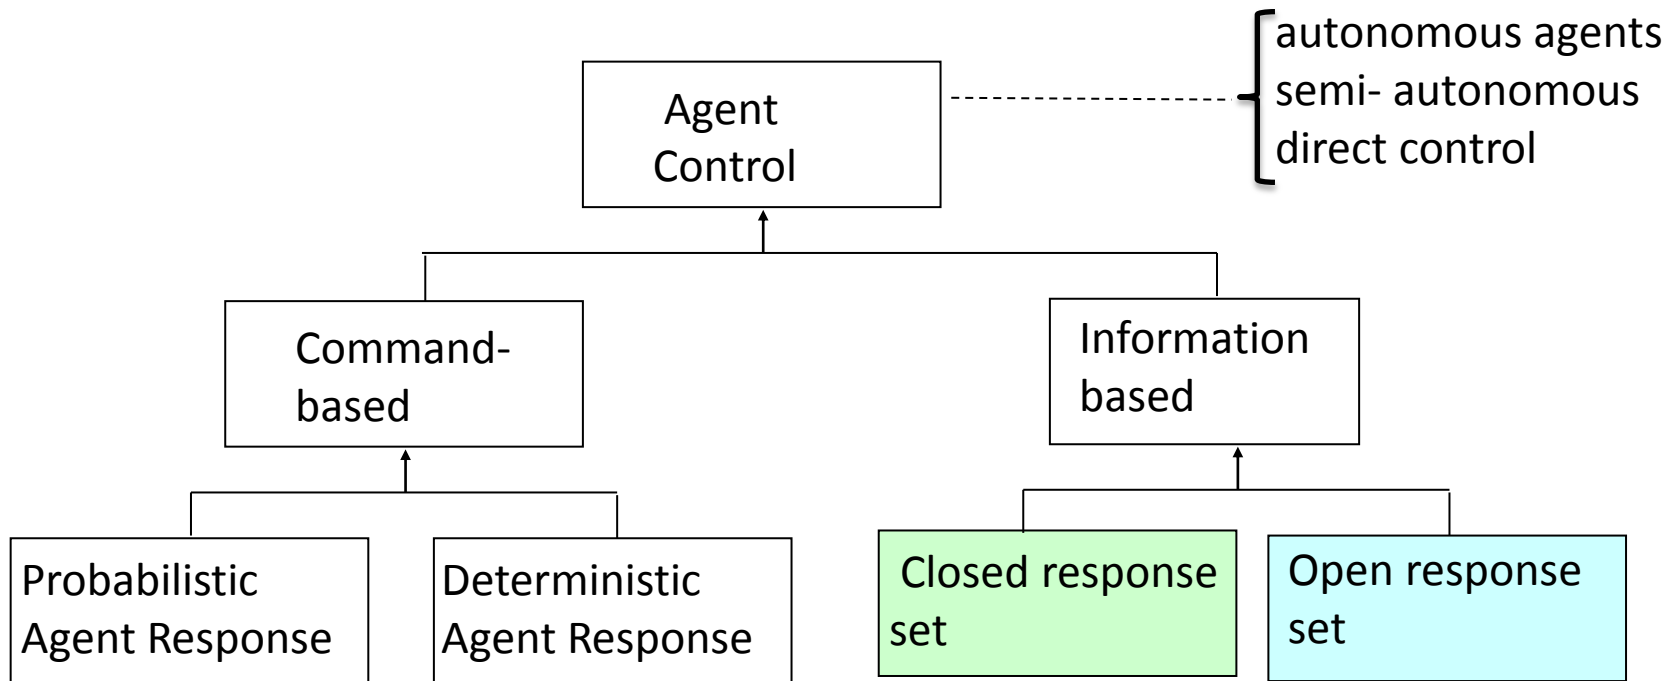 autonomous agents
semi- autonomous
direct control
Agent
Control
Command-
based
Information
based
Probabilistic
Agent Response
Deterministic
Agent Response
Closed response
set
Open response
set